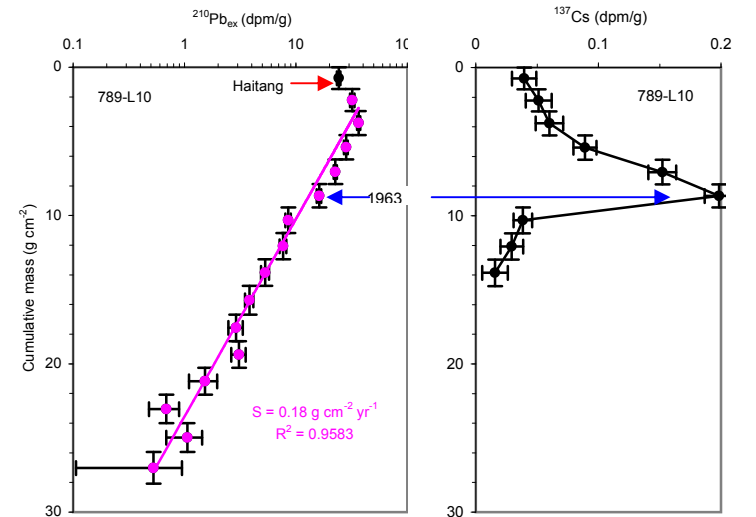 ²¹⁰Pbₑₓ (dpm/g)
0.1 1 10 10
0
10
20
30
Cumulative mass (g cm⁻²)
789-L10
Haitang
1963
S = 0.18 g cm⁻² yr⁻¹
R² = 0.9583
¹³⁷Cs (dpm/g)
0 0.1 0.2
0
10
20
30
789-L10